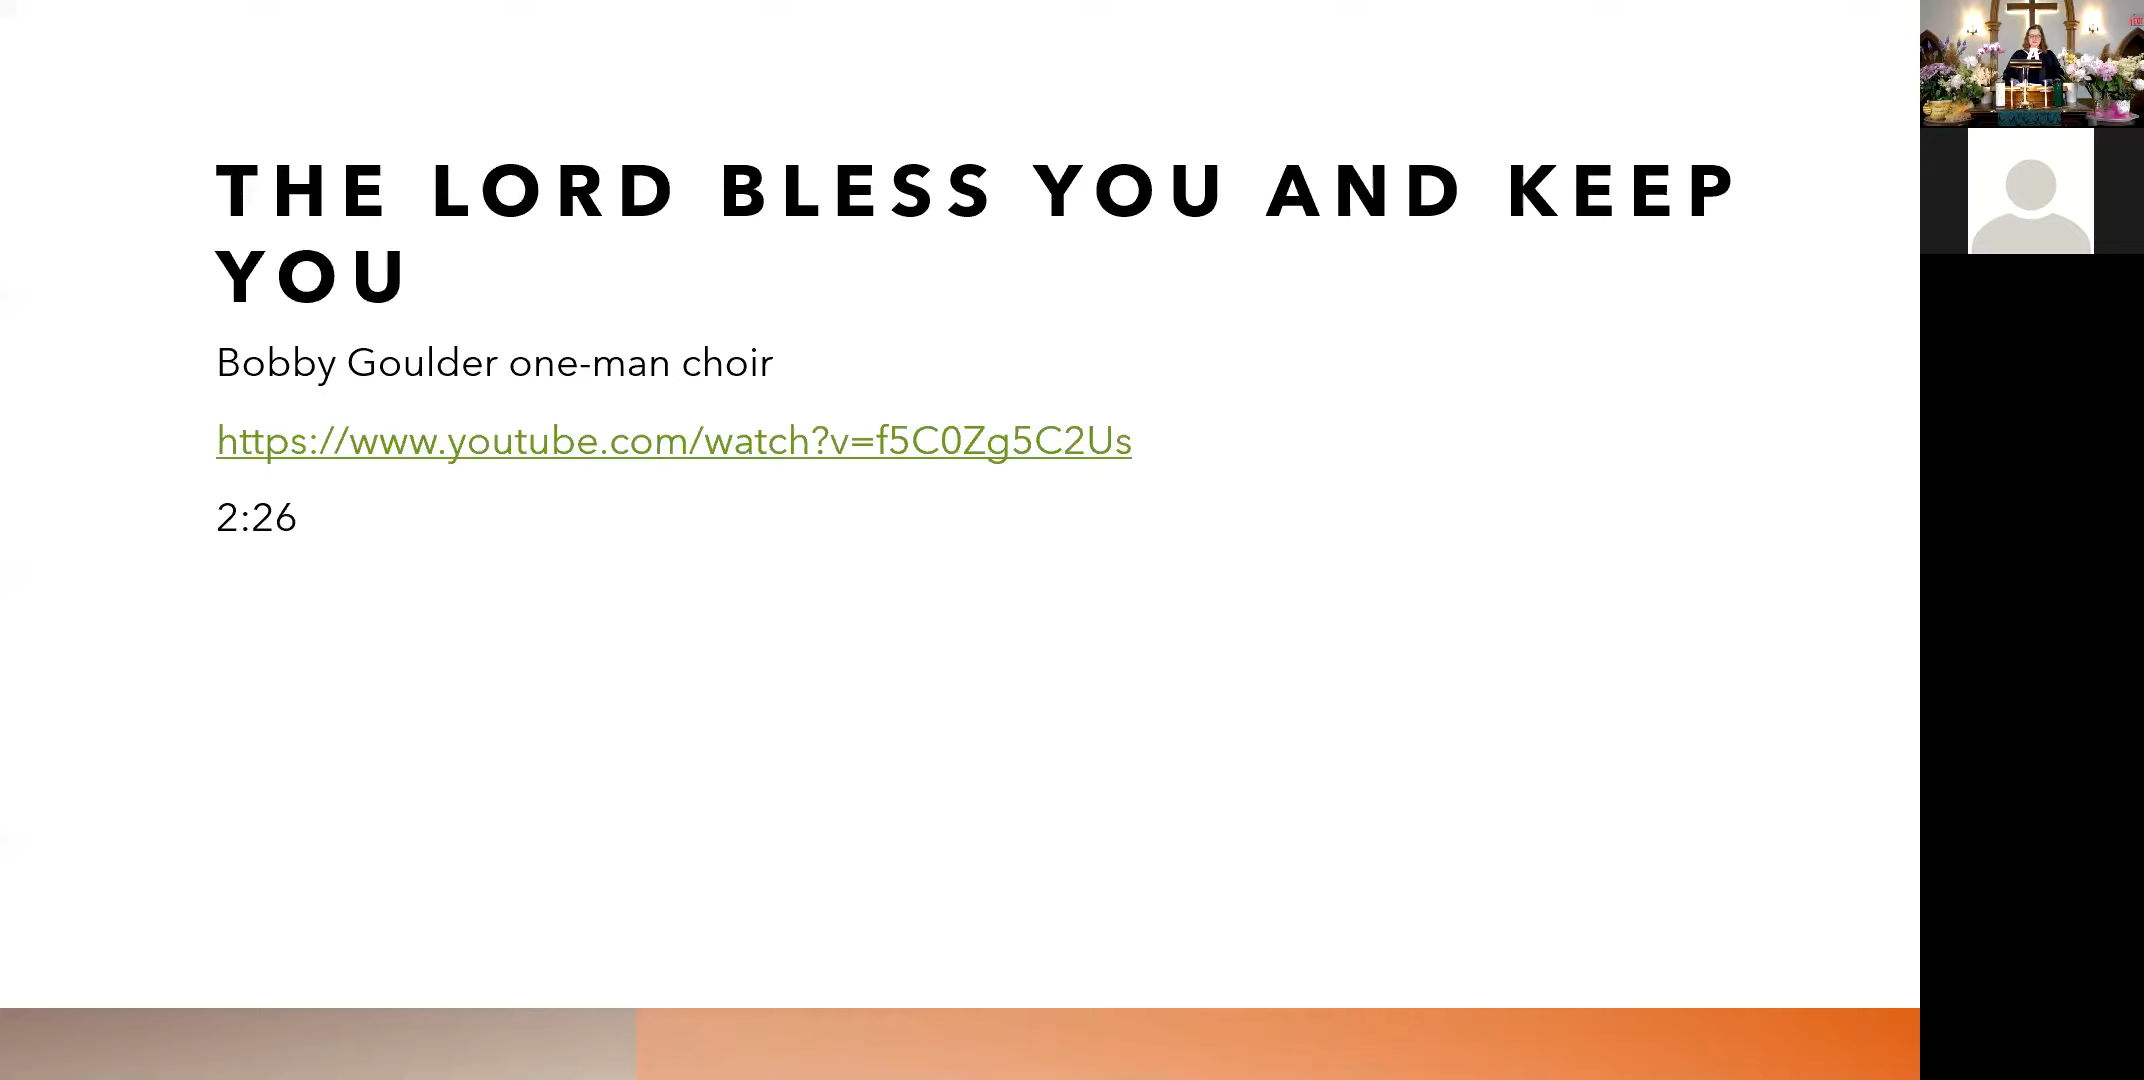 THE LORD BLESS YOU AND KEEP
YOU
Bobby Goulder one-man choir
https://www.youtube.com/watch?v=f5C0Zg5C2Us
2:26